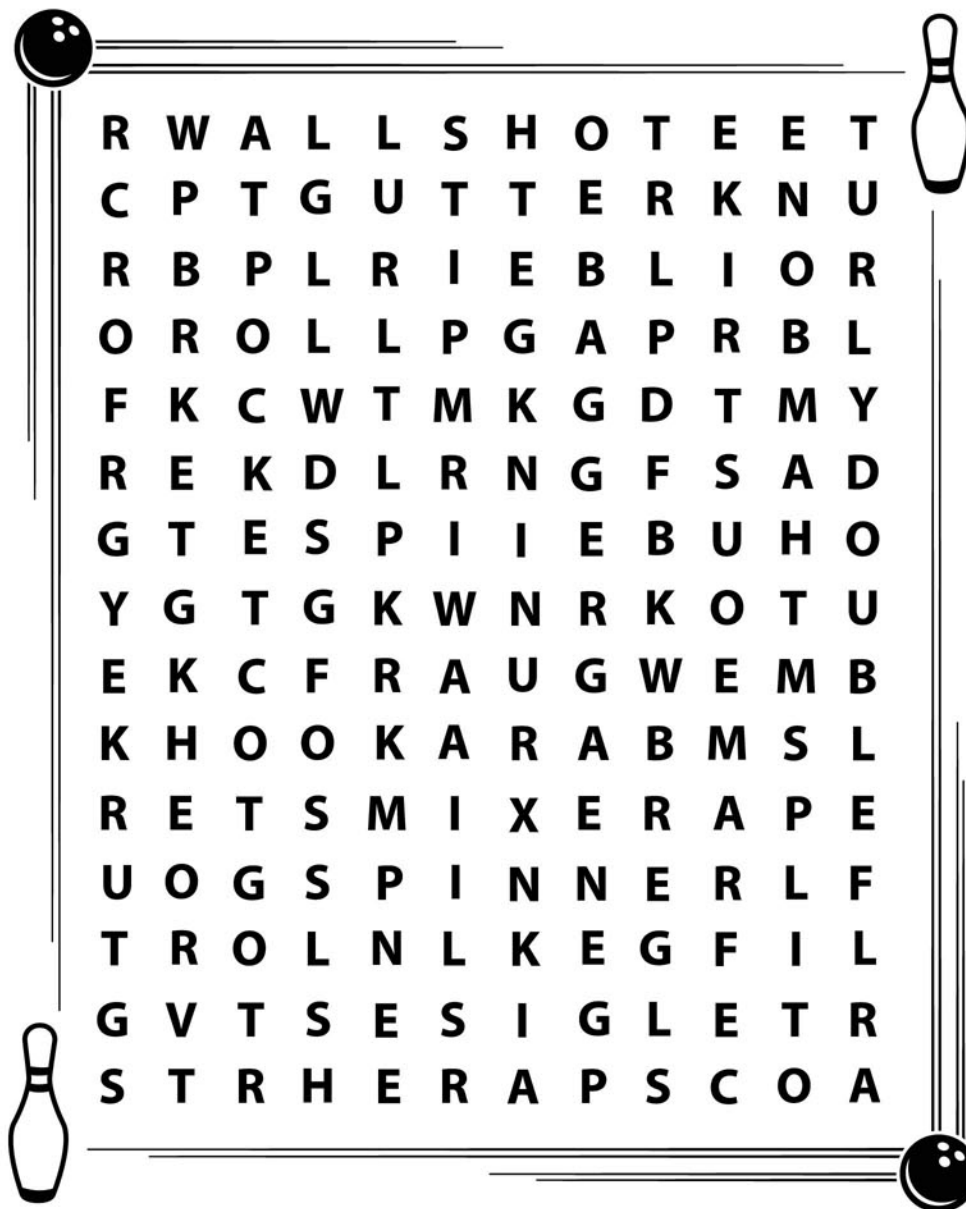 R W A L L S H O T E E T
C P T G U T T E R K N U
R B P L R I E B L I O R
O R O L L P G A P R B L
F K C W T M K G D T M Y
R E K D L R N G F S A D
G T E S P I I E B U H O
Y G T G K W N R K O T U
E K C F R A U G W E M B
K H O O K A R A B M S L
R E T S M I X E R A P E
U O G S P I N N E R L F
T R O L N L K E G F I L
G V T S E S I G L E T R
S T R H E R A P S C O A